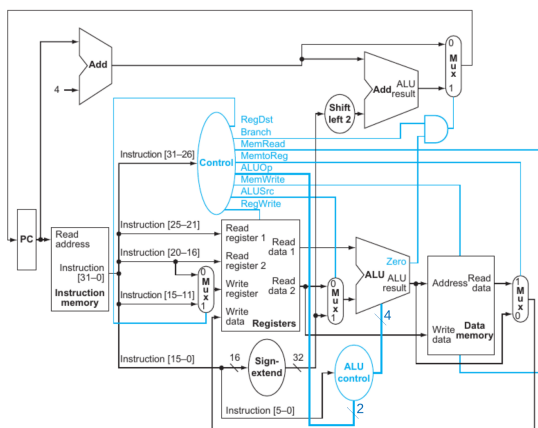 Add
4
Add
ALU
result
0
M
u
x
1
Shift
left 2
RegDst
Branch
MemRead
MemtoReg
ALUOp
MemWrite
ALUSrc
RegWrite
Control
Instruction [31–26]
Instruction [25–21]
Instruction [20–16]
Instruction [15–11]
Instruction [15–0]
Instruction [5–0]
PC
Read
address
Instruction
[31–0]
Instruction
memory
0
M
u
x
1
Read
register 1
Read
register 2
Write
register
Write
data
Read
data 1
Read
data 2
Registers
0
M
u
x
1
Zero
ALU
ALU
result
Address
Read
data
Write
data
Data
memory
1
M
u
x
0
16
Sign-
extend
32
ALU
control
4
2